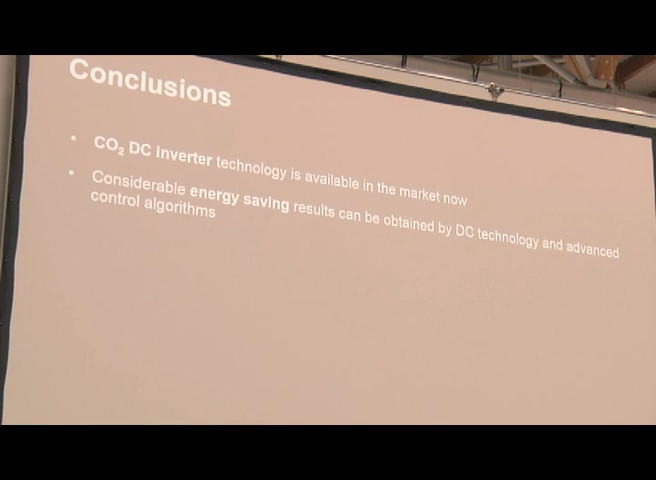 Conclusions
• CO₂ DC inverter technology is available in the market now
• Considerable energy saving results can be obtained by DC technology and advanced
control algorithms